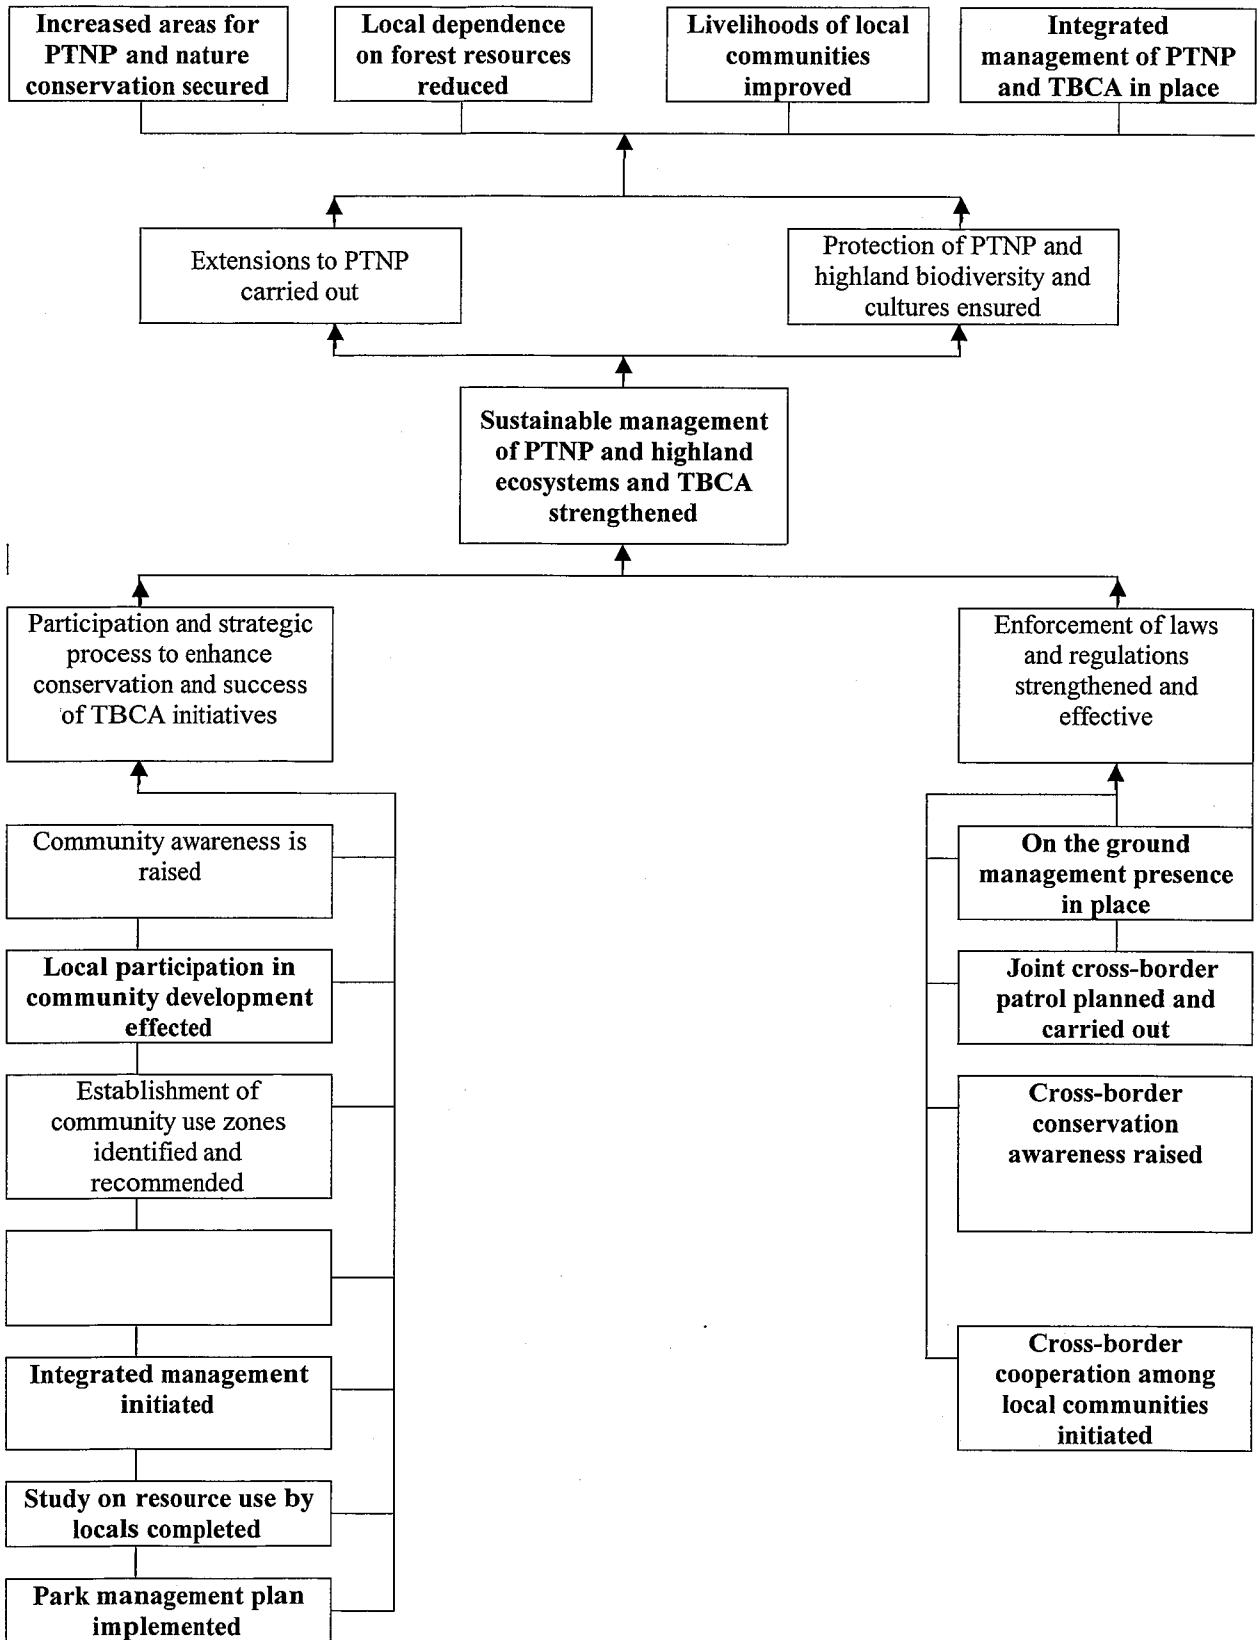 Increased areas for
PTNP and nature
conservation secured
Local dependence
on forest resources
reduced
Livelihoods of local
communities
improved
Integrated
management of PTNP
and TBCA in place
Extensions to PTNP
carried out
Protection of PTNP and
highland biodiversity and
cultures ensured
Sustainable management
of PTNP and highland
ecosystems and TBCA
strengthened
Participation and strategic
process to enhance
conservation and success
of TBCA initiatives
Enforcement of laws
and regulations
strengthened and
effective
Community awareness is
raised
Local participation in
community development
effected
Establishment of
community use zones
identified and
recommended
Integrated management
initiated
Study on resource use by
locals completed
Park management plan
implemented
On the ground
management presence
in place
Joint cross-border
patrol planned and
carried out
Cross-border
conservation
awareness raised
Cross-border
cooperation among
local communities
initiated